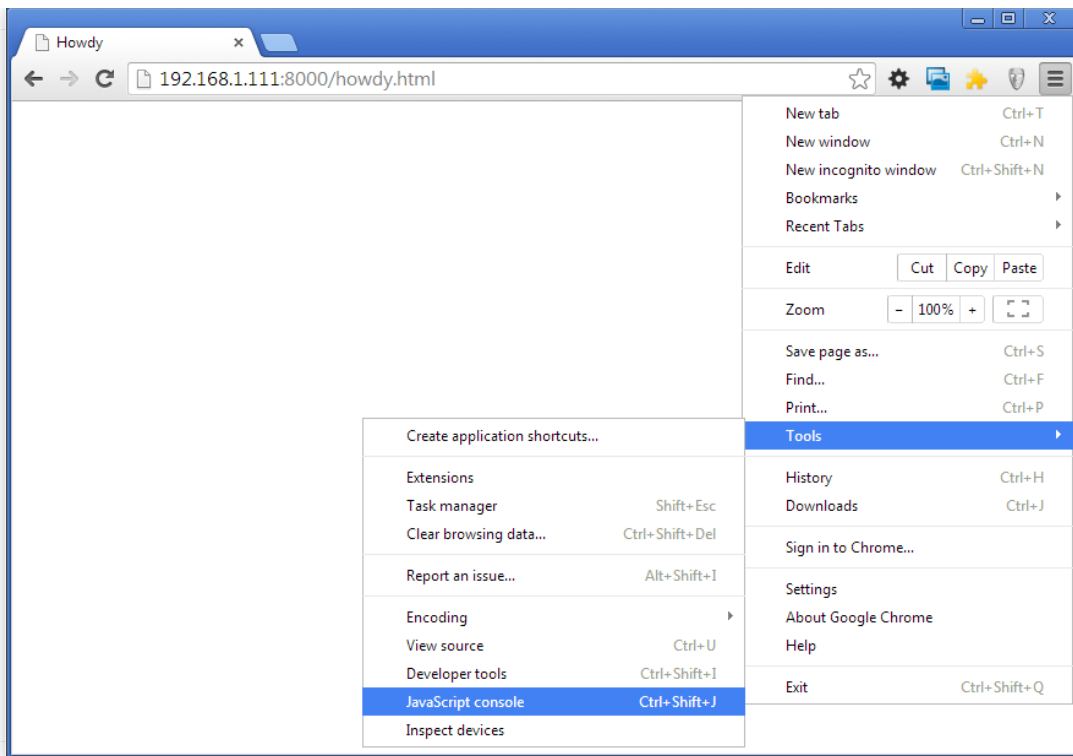 Howdy ×
192.168.1.111:8000/howdy.html
New tab Ctrl+T
New window Ctrl+N
New incognito window Ctrl+Shift+N
Bookmarks
Recent Tabs
Edit Cut Copy Paste
Zoom - 100% +
Save page as... Ctrl+S
Find... Ctrl+F
Print... Ctrl+P
Tools
History Ctrl+H
Downloads Ctrl+J
Sign in to Chrome...
Settings
About Google Chrome
Help
Exit Ctrl+Shift+Q
Create application shortcuts...
Extensions
Task manager Shift+Esc
Clear browsing data... Ctrl+Shift+Del
Report an issue... Alt+Shift+I
Encoding
View source Ctrl+U
Developer tools Ctrl+Shift+I
JavaScript console Ctrl+Shift+J
Inspect devices